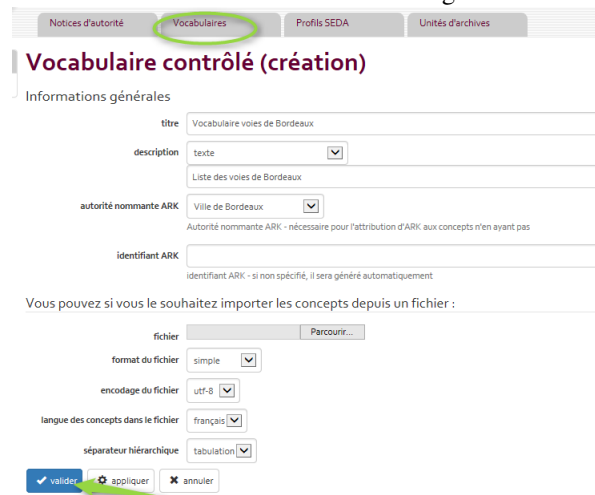 Notices d'autorité Vocabulaires Profils SEDA Unités d'archives
Vocabulaire contrôlé (création)
Informations générales
titre Vocabulaire voies de Bordeaux
description texte
Liste des voies de Bordeaux
autorité nommante ARK Ville de Bordeaux
Autorité nommante ARK - nécessaire pour l'attribution d'ARK aux concepts n'en ayant pas
identifiant ARK
identifiant ARK - si non spécifié, il sera généré automatiquement
Vous pouvez si vous le souhaitez importer les concepts depuis un fichier :
fichier Parcourir...
format du fichier simple
encodage du fichier utf-8
langue des concepts dans le fichier français
séparateur hiérarchique tabulation
valider appliquer annuler